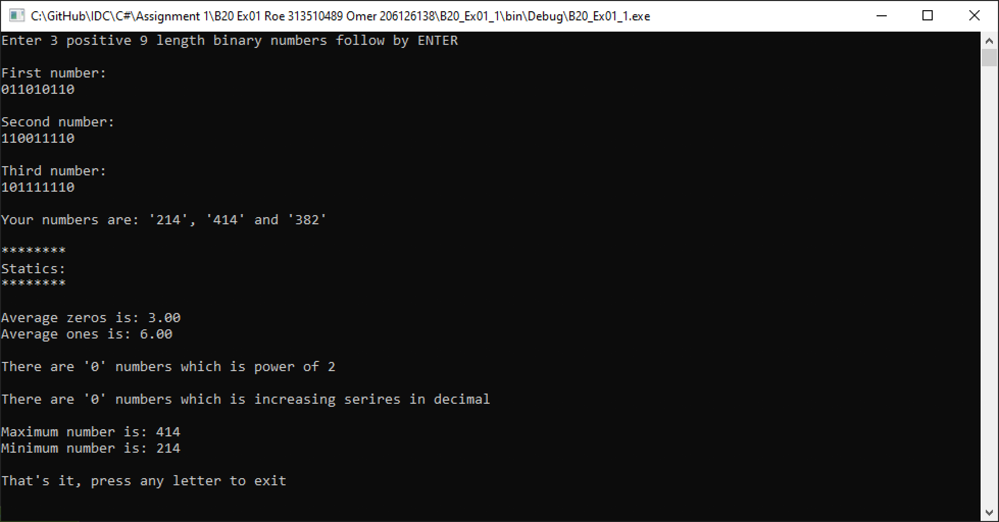 C:\GitHub\IDC\C#\Assignment 1\B20 Ex01 Roe 313510489 Omer 206126138\B20_Ex01_1\bin\Debug\B20_Ex01_1.exe
Enter 3 positive 9 length binary numbers follow by ENTER
First number:
011010110
Second number:
110011110
Third number:
101111110
Your numbers are: '214', '414' and '382'
********
Statics:
********
Average zeros is: 3.00
Average ones is: 6.00
There are '0' numbers which is power of 2
There are '0' numbers which is increasing serires in decimal
Maximum number is: 414
Minimum number is: 214
That's it, press any letter to exit